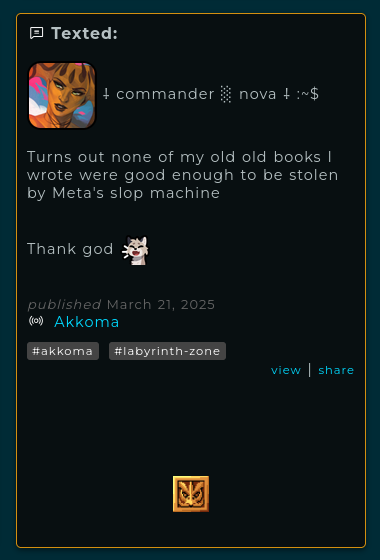 Texted:
⸸ commander ░ nova ⸸ :~$
Turns out none of my old old books I
wrote were good enough to be stolen
by Meta's slop machine
Thank god
published March 21, 2025
Akkoma
#akkoma #labyrinth-zone
view | share